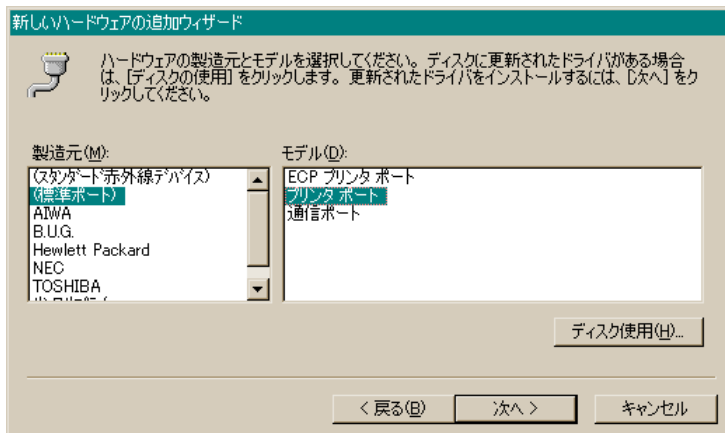 新しいハードウェアの追加ウィザード
ハードウェアの製造元とモデルを選択してください。ディスクに更新されたドライバがある場合
は、[ディスクの使用] をクリックします。更新されたドライバをインストールするには、[次へ] をク
リックしてください。
製造元(M):
モデル(D):
(スタンダード赤外線デバイス)
(標準ポート)
AIWA
B.U.G.
Hewlett Packard
NEC
TOSHIBA
ECP プリンタ ポート
プリンタ ポート
通信ポート
ディスク使用(H)...
< 戻る(B)
次へ >
キャンセル